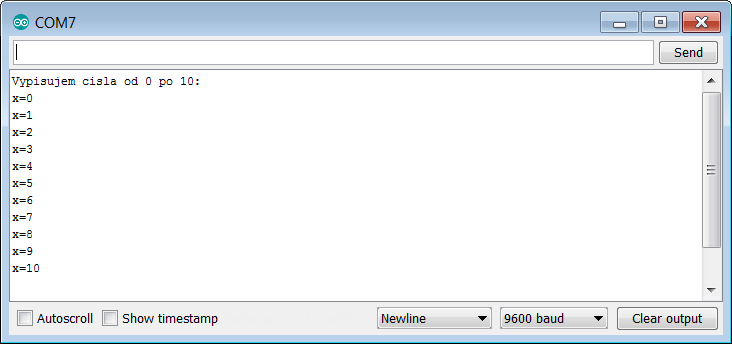 COM7
Send
Vypisujem cisla od 0 po 10:
x=0
x=1
x=2
x=3
x=4
x=5
x=6
x=7
x=8
x=9
x=10
Autoscroll Show timestamp Newline 9600 baud Clear output